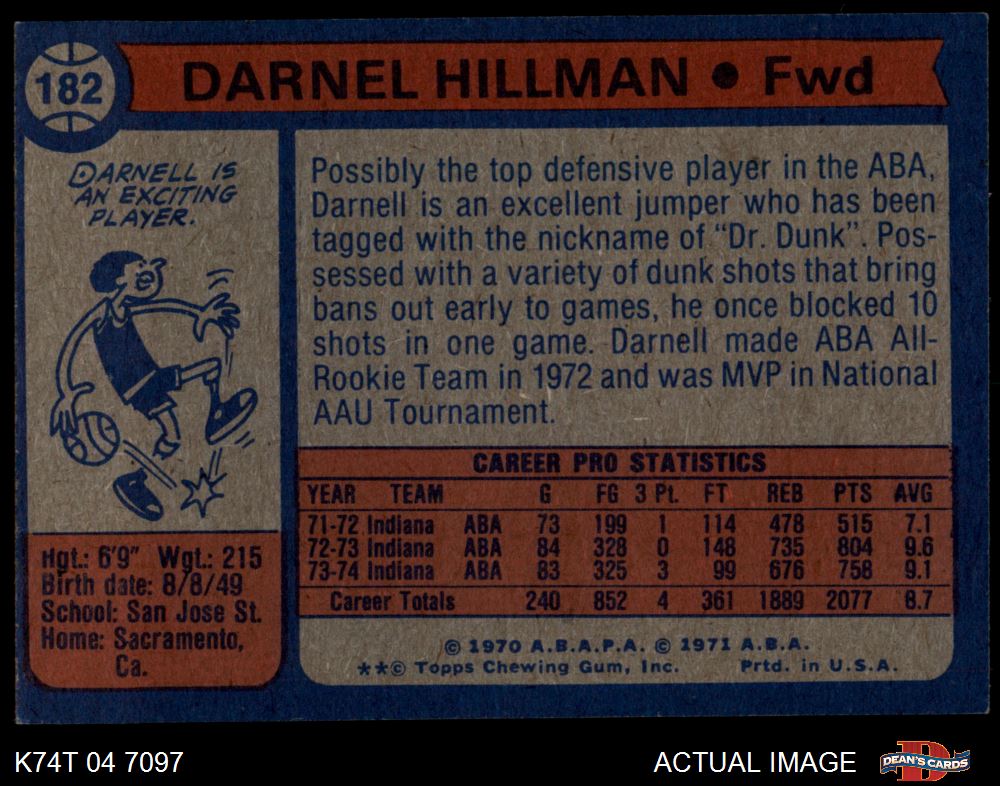 182
DARNEL HILLMAN • Fwd
DARNELL IS
AN EXCITING
PLAYER.
Hgt.: 6'9" Wgt.: 215
Birth date: 8/8/49
School: San Jose St.
Home: Sacramento,
Ca.
Possibly the top defensive player in the ABA,
Darnell is an excellent jumper who has been
tagged with the nickname of “Dr. Dunk”. Pos-
sessed with a variety of dunk shots that bring
bans out early to games, he once blocked 10
shots in one game. Darnell made ABA All-
Rookie Team in 1972 and was MVP in National
AAU Tournament.
CAREER PRO STATISTICS
YEAR TEAM G FG 3 Pt. FT REB PTS AVG
71-72 Indiana ABA 73 199 1 114 478 515 7.1
72-73 Indiana ABA 84 328 0 148 735 804 9.6
73-74 Indiana ABA 83 325 3 99 676 758 9.1
Career Totals 240 852 4 361 1889 2077 8.7
© 1970 A.B.A.P.A. © 1971 A.B.A.
**© Topps Chewing Gum, Inc. Prtd. in U.S.A.
K74T 04 7097 ACTUAL IMAGE
D
DEAN'S CARDS